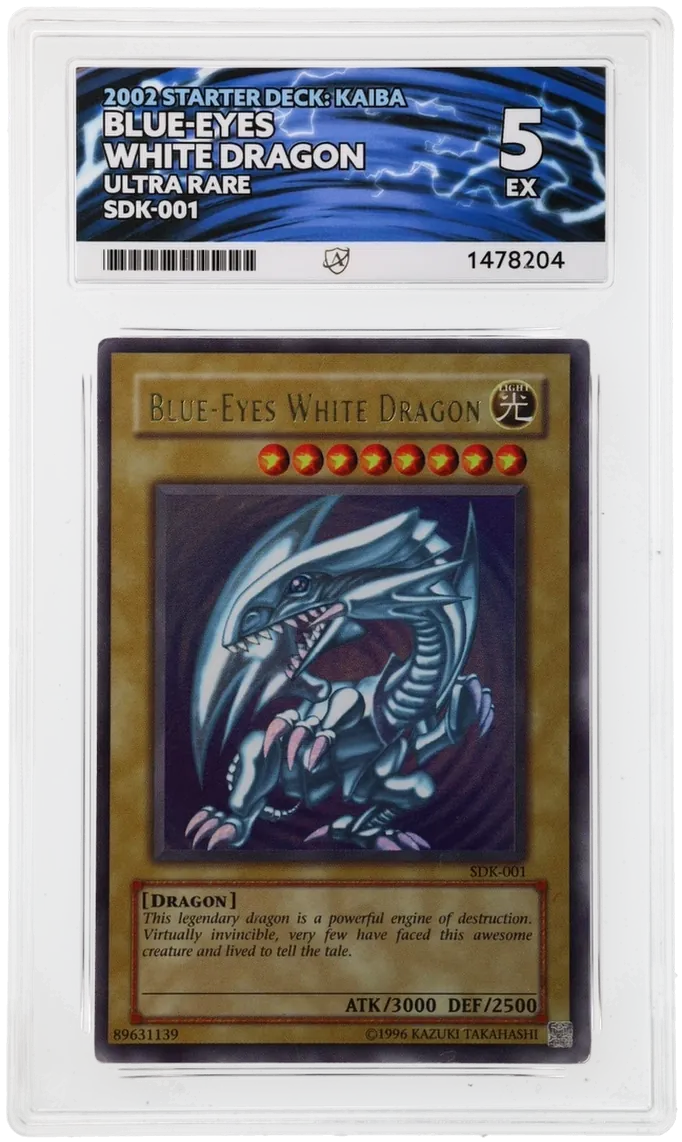 2002 STARTER DECK: KAIBA
BLUE-EYES
WHITE DRAGON
ULTRA RARE
SDK-001
5
EX
1478204
BLUE-EYES WHITE DRAGON
LIGHT
光
SDK-001
[DRAGON]
This legendary dragon is a powerful engine of destruction.
Virtually invincible, very few have faced this awesome
creature and lived to tell the tale.
ATK/3000 DEF/2500
89631139
©1996 KAZUKI TAKAHASHI